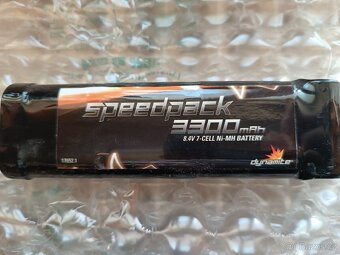 speedpack
3300mAh
8.4V 7-CELL Ni-MH BATTERY
dynamite